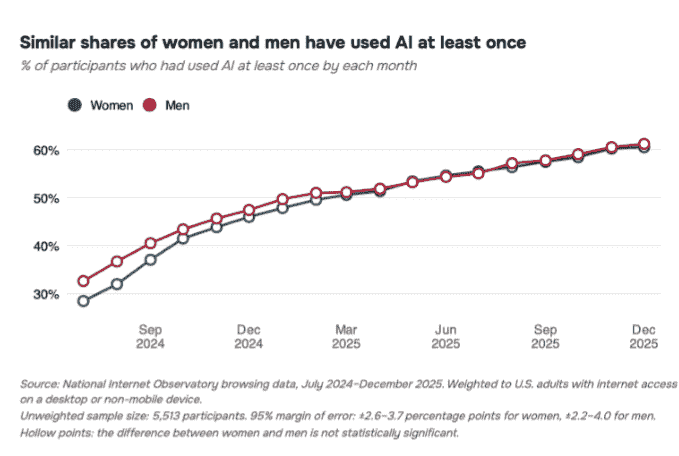 Similar shares of women and men have used AI at least once
% of participants who had used AI at least once by each month
Women Men
60%
50%
40%
30%
Sep 2024
Dec 2024
Mar 2025
Jun 2025
Sep 2025
Dec 2025
Source: National Internet Observatory browsing data, July 2024–December 2025. Weighted to U.S. adults with internet access
on a desktop or non-mobile device.
Unweighted sample size: 5,513 participants. 95% margin of error: ±2.6–3.7 percentage points for women, ±2.2–4.0 for men.
Hollow points: the difference between women and men is not statistically significant.